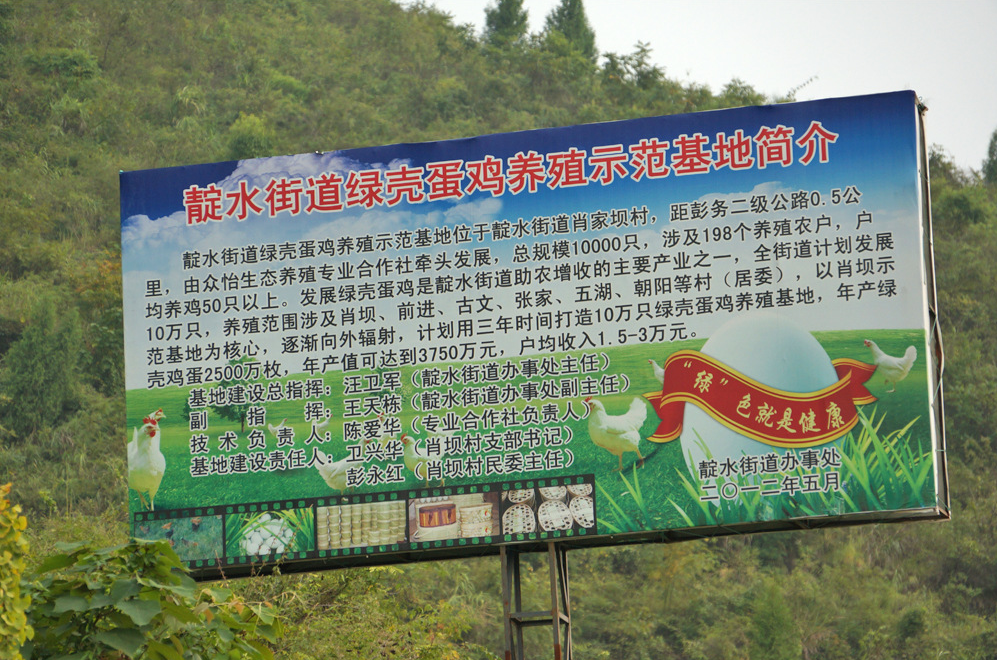 靛水街道绿壳蛋鸡养殖示范基地简介
靛水街道绿壳蛋鸡养殖示范基地位于靛水街道肖家坝村，距彭务二级公路0.5公
里，由众怡生态养殖专业合作社牵头发展，总规模10000只，涉及198个养殖农户，户
均养鸡50只以上。发展绿壳蛋鸡是靛水街道助农增收的主要产业之一，全街道计划发展
10万只，养殖范围涉及肖坝、前进、古文、张家、五湖、朝阳等村（居委），以肖坝示
范基地为核心，逐渐向外辐射，计划用三年时间打造10万只绿壳蛋鸡养殖基地，年产绿
壳鸡蛋2500万枚，年产值可达到3750万元，户均收入1.5-3万元。
基地建设总指挥：汪卫军（靛水街道办事处主任）
副指挥：王天栋（靛水街道办事处副主任）
技术负责：陈爱华（专业合作社负责人）
基地建设责任人：卫兴华（肖坝村支部书记）
彭永红（肖坝村民委主任）
“绿”色就是健康
靛水街道办事处
二〇一二年五月